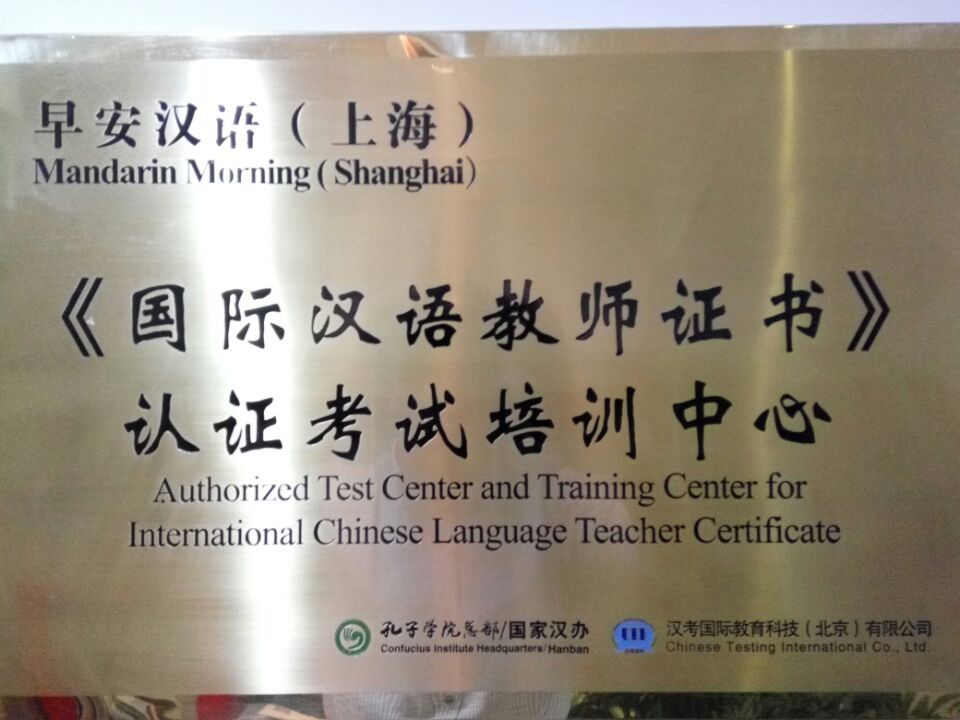 早安汉语（上海）
Mandarin Morning (Shanghai)
《国际汉语教师证书》
认证考试培训中心
Authorized Test Center and Training Center for
International Chinese Language Teacher Certificate
孔子学院总部/国家汉办
Confucius Institute Headquarters/Hanban
汉考国际教育科技（北京）有限公司
Chinese Testing International Co., Ltd.